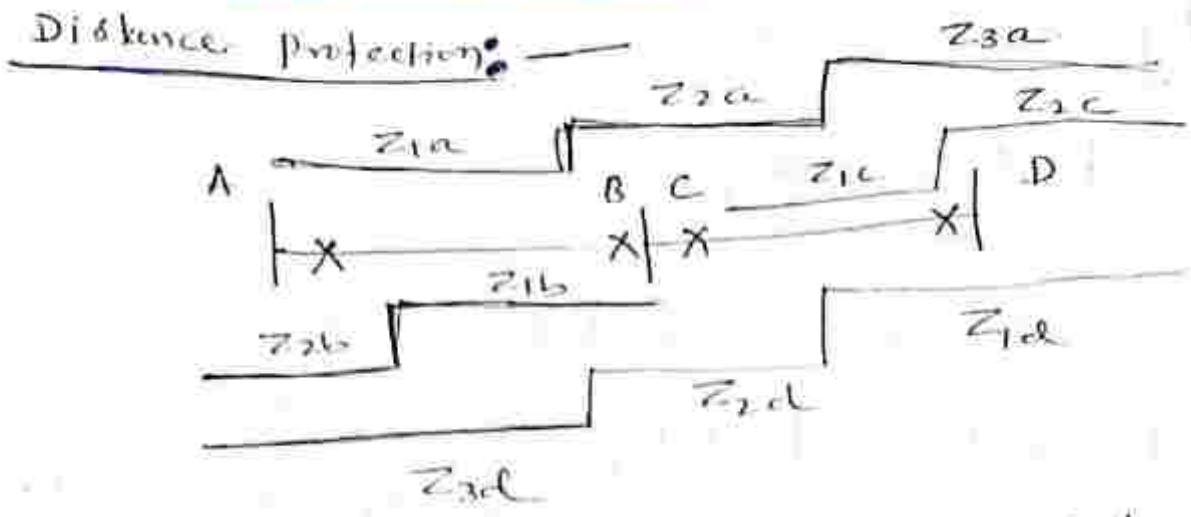 Distance protection: —
Z3a
Z2a
Z2c
Z1a
A
B C
Z1c
D
Z1b
Z2b
Z1d
Z2d
Z3d